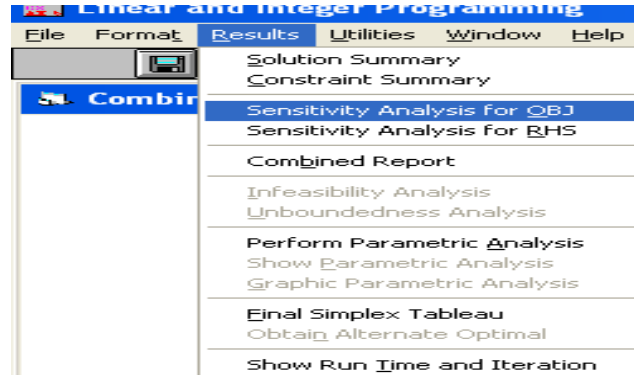 Linear and Integer Programming
File Format Results Utilities Window Help
Solution Summary
Constraint Summary
Combin
Sensitivity Analysis for OBJ
Sensitivity Analysis for RHS
Combined Report
Infeasibility Analysis
Unboundedness Analysis
Perform Parametric Analysis
Show Parametric Analysis
Graphic Parametric Analysis
Final Simplex Tableau
Obtain Alternate Optimal
Show Run Time and Iteration